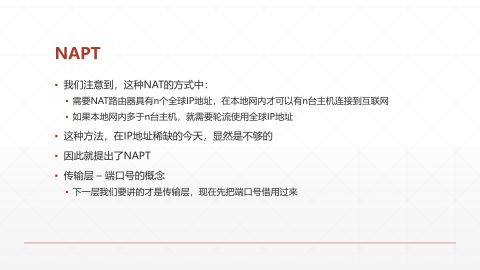 NAPT
我们注意到，这种NAT的方式中：
需要NAT路由器具有n个全球IP地址，在本地网内才可以有n台主机连接到互联网
如果本地网内多于n台主机，就需要轮流使用全球IP地址
这种方法，在IP地址稀缺的今天，显然是不够的
因此就提出了NAPT
传输层 – 端口号的概念
下一层我们要讲的才是传输层，现在先把端口号借用过来